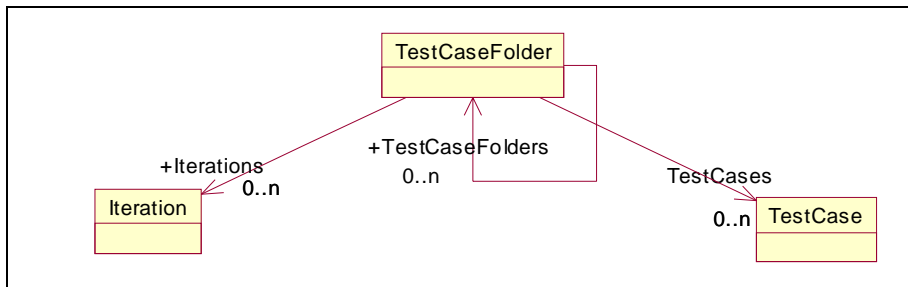 TestCaseFolder
+TestCaseFolders
0..n
+Iterations
0..n
TestCases
0..n
Iteration
TestCase